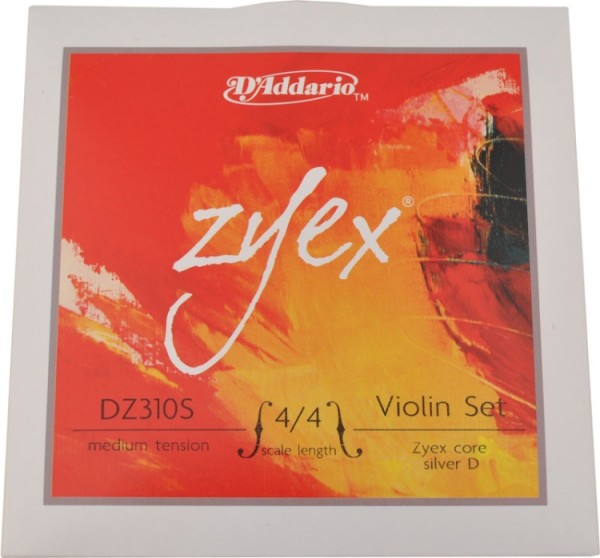 D'Addario™
zyex®
DZ310S
medium tension
4/4
scale length
Violin Set
Zyex core
silver D